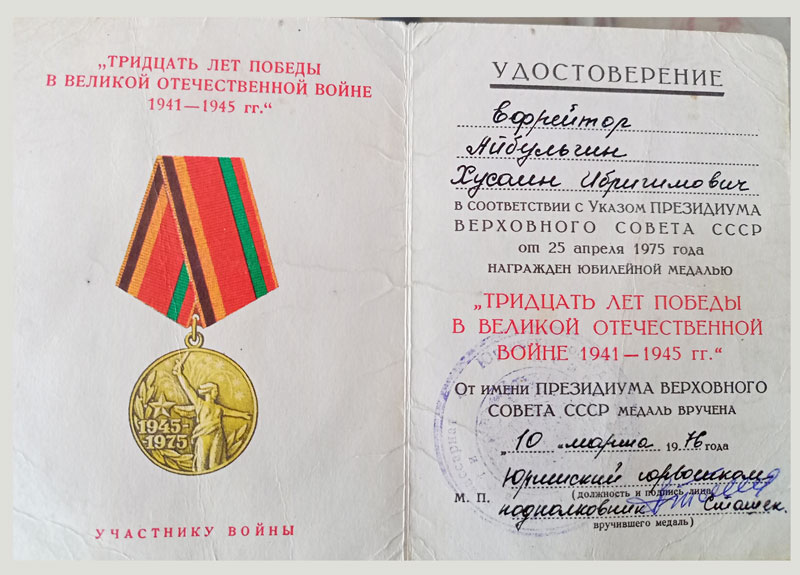 „ТРИДЦАТЬ ЛЕТ ПОБЕДЫ
В ВЕЛИКОЙ ОТЕЧЕСТВЕННОЙ ВОЙНЕ
1941—1945 гг.“
1945-
1975
УЧАСТНИКУ ВОЙНЫ
УДОСТОВЕРЕНИЕ
ефрейтор
Айбульгин
Хусаин Ибригимович
В СООТВЕТСТВИИ С УКАЗОМ ПРЕЗИДИУМА
ВЕРХОВНОГО СОВЕТА СССР
от 25 апреля 1975 года
НАГРАЖДЕН ЮБИЛЕЙНОЙ МЕДАЛЬЮ
„ТРИДЦАТЬ ЛЕТ ПОБЕДЫ
В ВЕЛИКОЙ ОТЕЧЕСТВЕННОЙ
ВОЙНЕ 1941—1945 гг.“
От имени ПРЕЗИДИУМА ВЕРХОВНОГО
СОВЕТА СССР МЕДАЛЬ ВРУЧЕНА
„10 “ марта 1976 года
горвоенком
М. П. (должность и подпись лица,
подполковник Сташек.
вручившего медаль)